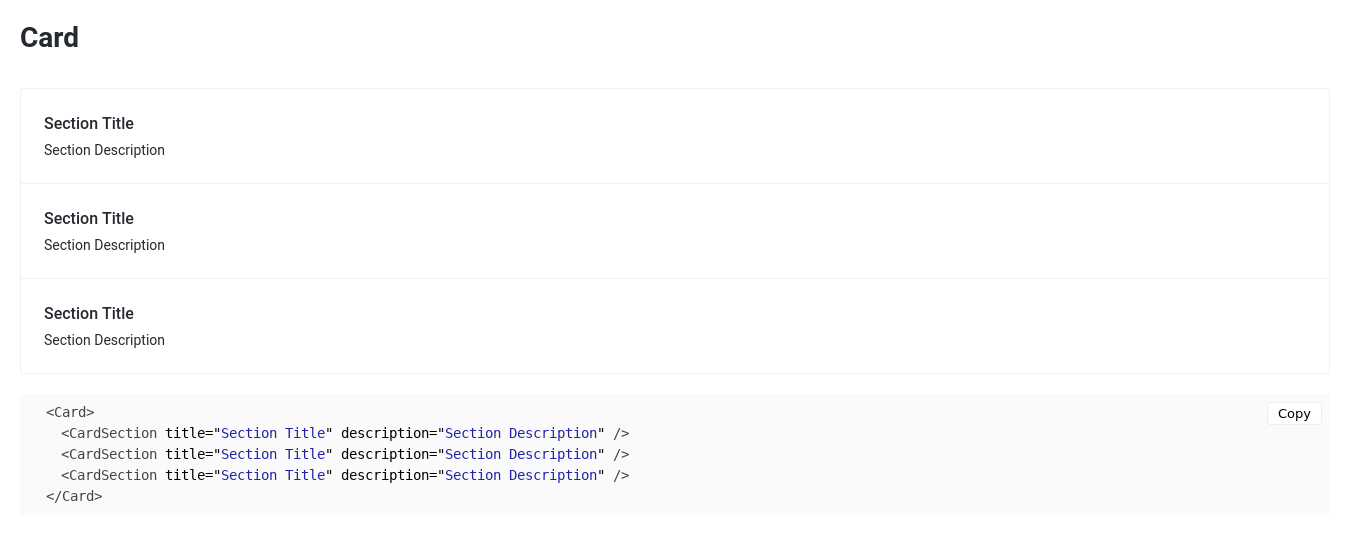 Card
Section Title
Section Description
Section Title
Section Description
Section Title
Section Description
<Card>
<CardSection title="Section Title" description="Section Description" />
<CardSection title="Section Title" description="Section Description" />
<CardSection title="Section Title" description="Section Description" />
</Card>
Copy